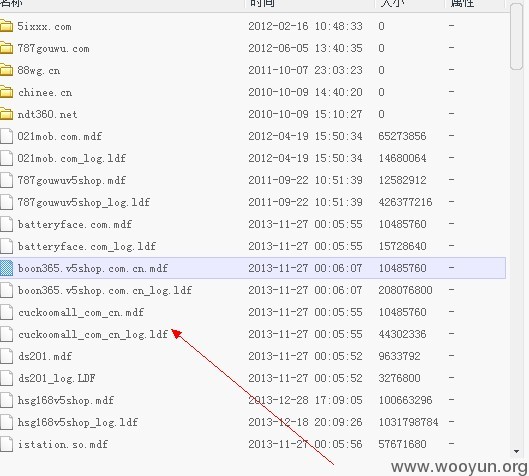 名称 时间 大小 属性
5ixxx.com 2012-02-16 10:48:33 0 -
787gouwu.com 2012-06-05 13:40:35 0 -
88wg.cn 2011-10-07 23:03:23 0 -
chinee.cn 2010-10-09 14:40:20 0 -
ndt360.net 2010-10-09 15:10:27 0 -
021mob.com.mdf 2012-04-19 15:50:34 65273856 -
021mob.com_log.ldf 2012-04-19 15:50:34 14680064 -
787gouwuv5shop.mdf 2011-09-22 10:51:39 12582912 -
787gouwuv5shop_log.ldf 2011-09-22 10:51:39 426377216 -
batteryface.com.mdf 2013-11-27 00:05:55 10485760 -
batteryface.com_log.ldf 2013-11-27 00:05:55 15728640 -
boon365.v5shop.com.cn.mdf 2013-11-27 00:06:07 10485760 -
boon365.v5shop.com.cn_log.ldf 2013-11-27 00:06:07 208076800 -
cuckoomall_com_cn.mdf 2013-11-27 00:05:55 10485760 -
cuckoomall_com_cn_log.ldf 2013-11-27 00:05:55 44302336 -
ds201.mdf 2013-11-27 00:05:52 9633792 -
ds201_log.LDF 2013-11-27 00:05:52 3276800 -
hsg168v5shop.mdf 2013-12-28 17:09:05 100663296 -
hsg168v5shop_log.ldf 2013-12-18 20:09:26 1031798784 -
istation.so.mdf 2013-11-27 00:05:56 57671680 -
www.wooyun.org